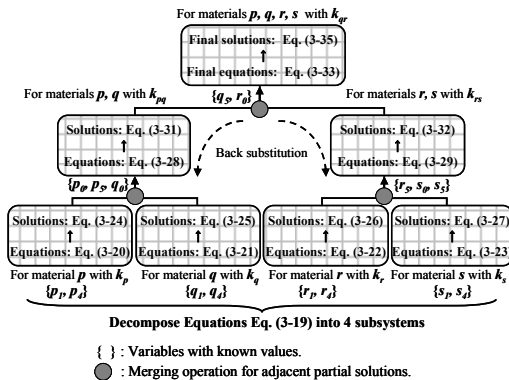 For materials p, q, r, s with k_qr
Final solutions: Eq. (3-35)
Final equations: Eq. (3-33)
For materials p, q with k_pq
{q_5, r_0}
For materials r, s with k_rs
Solutions: Eq. (3-31)
Equations: Eq. (3-28)
Solutions: Eq. (3-32)
Equations: Eq. (3-29)
Back substitution
{p_0, p_5, q_0}
{r_5, s_0, s_5}
Solutions: Eq. (3-24)
Equations: Eq. (3-20)
Solutions: Eq. (3-25)
Equations: Eq. (3-21)
Solutions: Eq. (3-26)
Equations: Eq. (3-22)
Solutions: Eq. (3-27)
Equations: Eq. (3-23)
For material p with k_p
{p_1, p_4}
For material q with k_q
{q_1, q_4}
For material r with k_r
{r_1, r_4}
For material s with k_s
{s_1, s_4}
Decompose Equations Eq. (3-19) into 4 subsystems
{ } : Variables with known values.
: Merging operation for adjacent partial solutions.